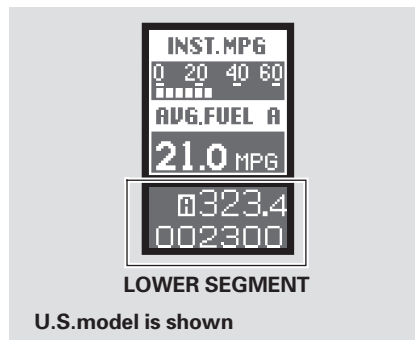 INST.MPG
0 20 40 60
AVG.FUEL A
21.0 MPG
A323.4
002300
LOWER SEGMENT
U.S.model is shown